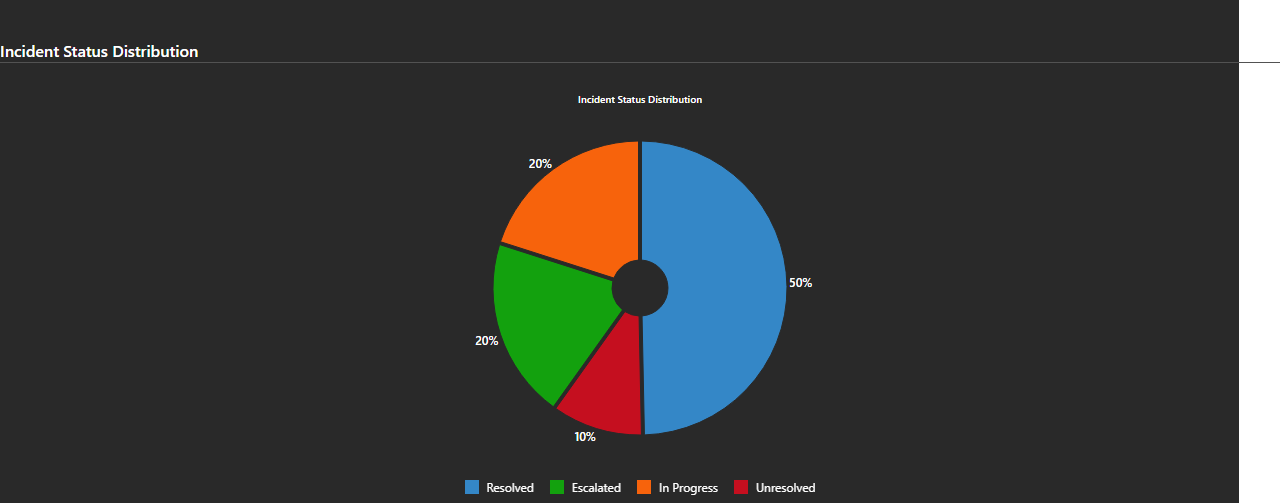 Incident Status Distribution
Incident Status Distribution
20%
50%
20%
10%
Resolved Escalated In Progress Unresolved